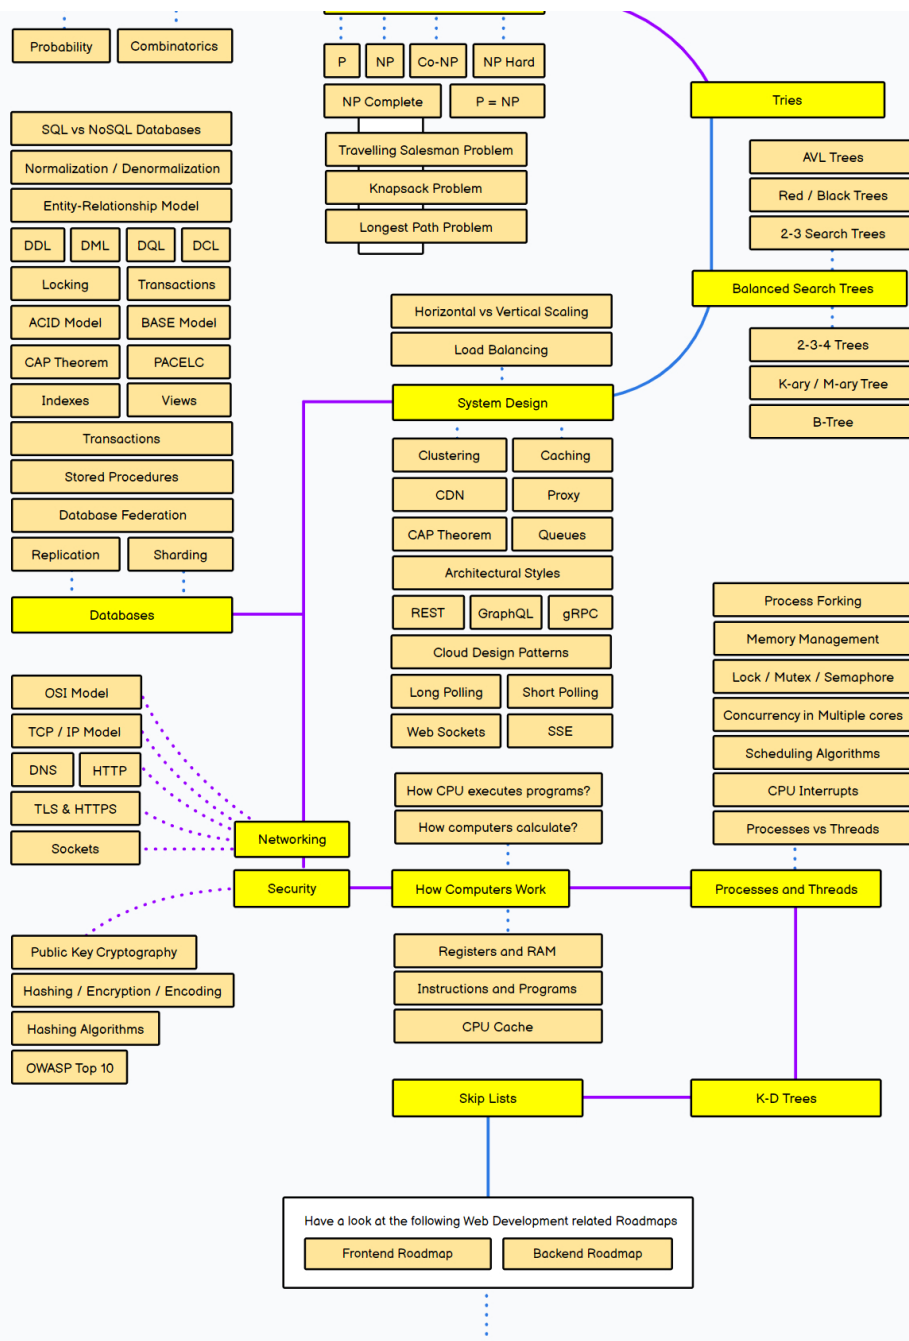 Probability
Combinatorics
P
NP
Co-NP
NP Hard
NP Complete
P = NP
Travelling Salesman Problem
Knapsack Problem
Longest Path Problem
Tries
AVL Trees
Red / Black Trees
2-3 Search Trees
Balanced Search Trees
2-3-4 Trees
K-ary / M-ary Tree
B-Tree
SQL vs NoSQL Databases
Normalization / Denormalization
Entity-Relationship Model
DDL
DML
DQL
DCL
Locking
Transactions
ACID Model
BASE Model
CAP Theorem
PACELC
Indexes
Views
Transactions
Stored Procedures
Database Federation
Replication
Sharding
Databases
Horizontal vs Vertical Scaling
Load Balancing
System Design
Clustering
Caching
CDN
Proxy
CAP Theorem
Queues
Architectural Styles
REST
GraphQL
gRPC
Cloud Design Patterns
Long Polling
Short Polling
Web Sockets
SSE
OSI Model
TCP / IP Model
DNS
HTTP
TLS & HTTPS
Sockets
Networking
Security
Public Key Cryptography
Hashing / Encryption / Encoding
Hashing Algorithms
OWASP Top 10
How CPU executes programs?
How computers calculate?
How Computers Work
Registers and RAM
Instructions and Programs
CPU Cache
Process Forking
Memory Management
Lock / Mutex / Semaphore
Concurrency in Multiple cores
Scheduling Algorithms
CPU Interrupts
Processes vs Threads
Processes and Threads
K-D Trees
Skip Lists
Have a look at the following Web Development related Roadmaps
Frontend Roadmap
Backend Roadmap